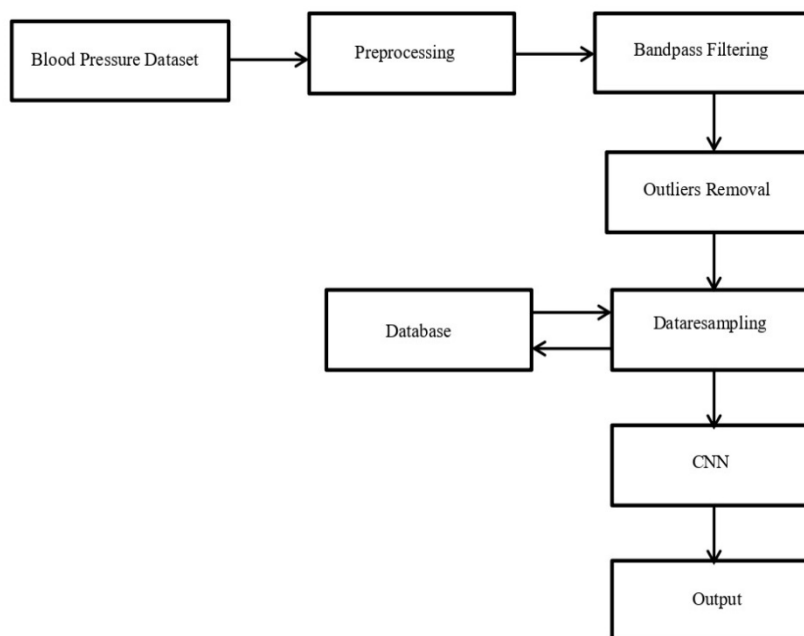 Blood Pressure Dataset
Preprocessing
Bandpass Filtering
Outliers Removal
Database
Dataresampling
CNN
Output